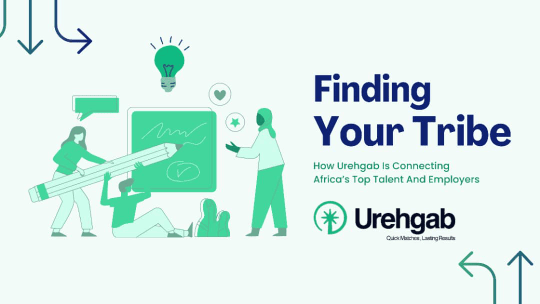 Finding
Your Tribe
How Urehgab Is Connecting
Africa's Top Talent And Employers
Urehgab
Quick Matches, Lasting Results